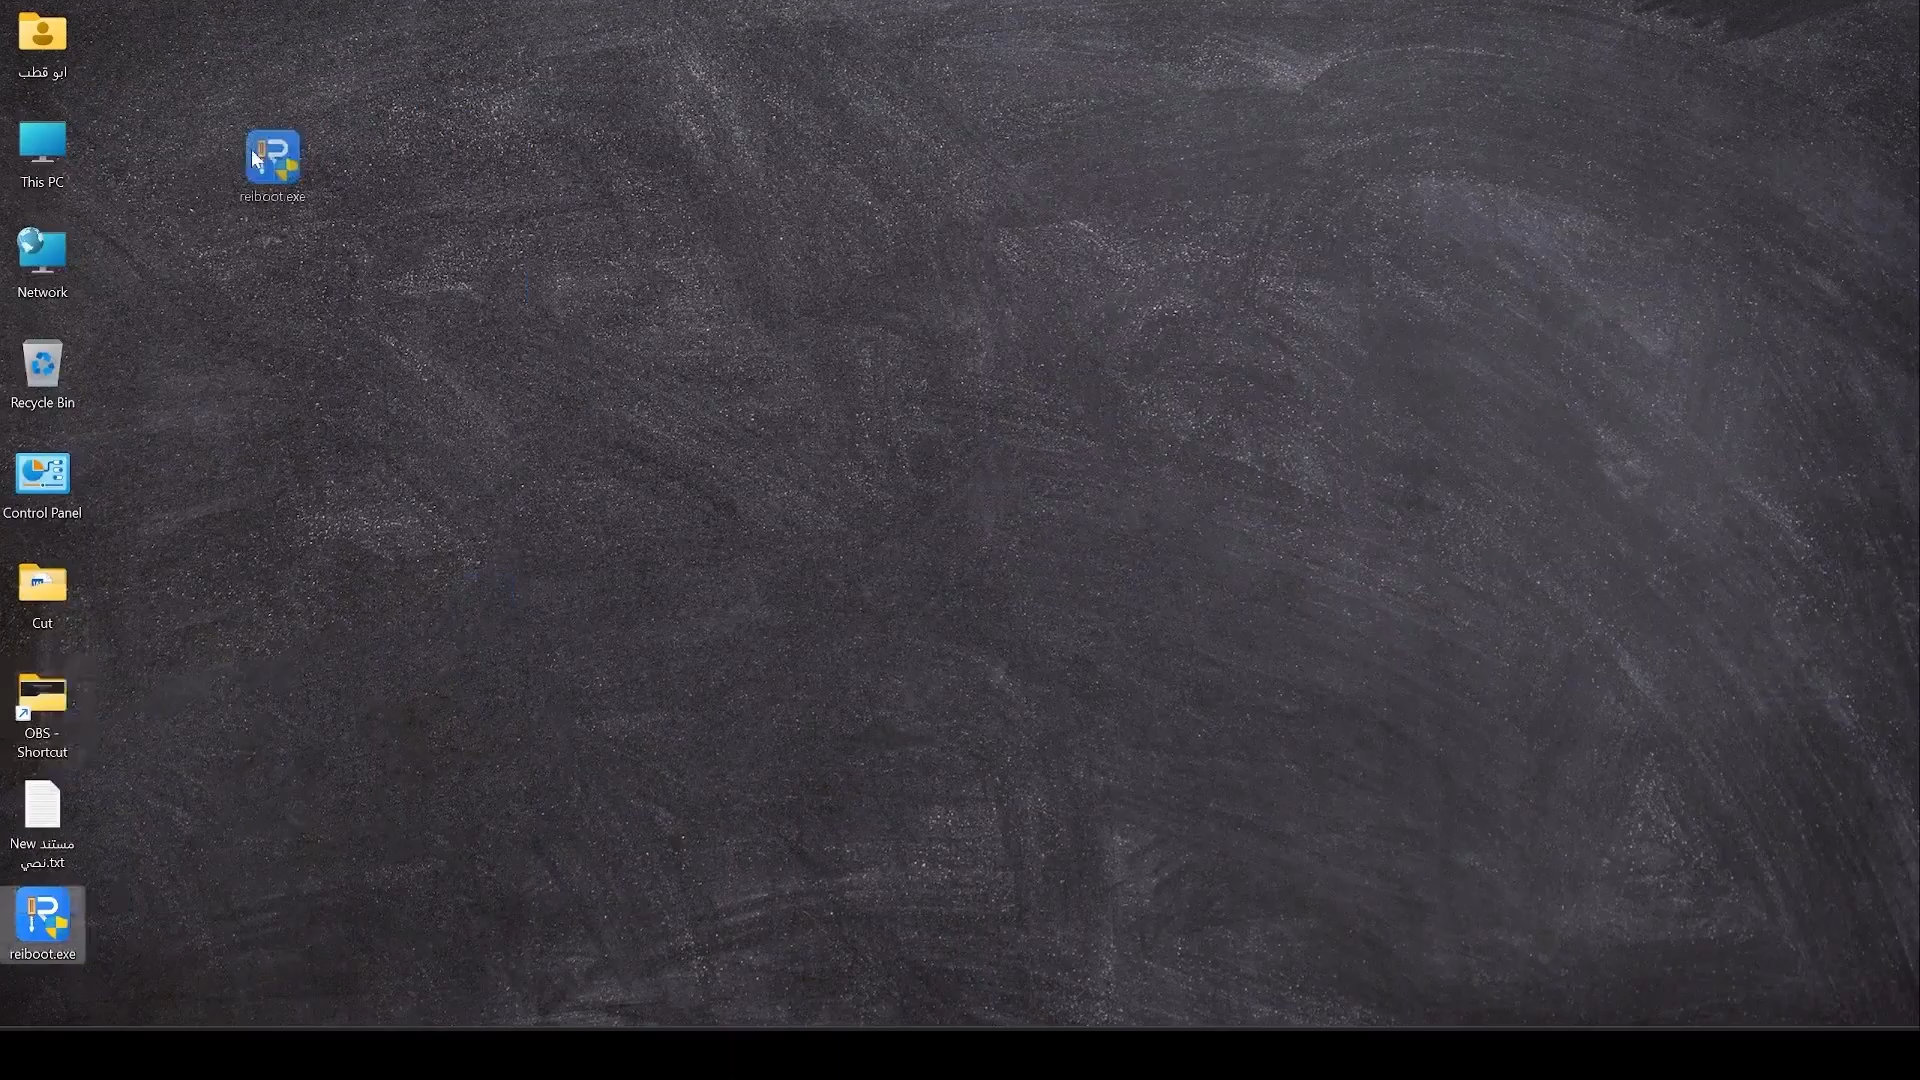 ابو قطب
This PC
reiboot.exe
Network
Recycle Bin
Control Panel
Cut
OBS -
Shortcut
New مستند
نصي.txt
reiboot.exe